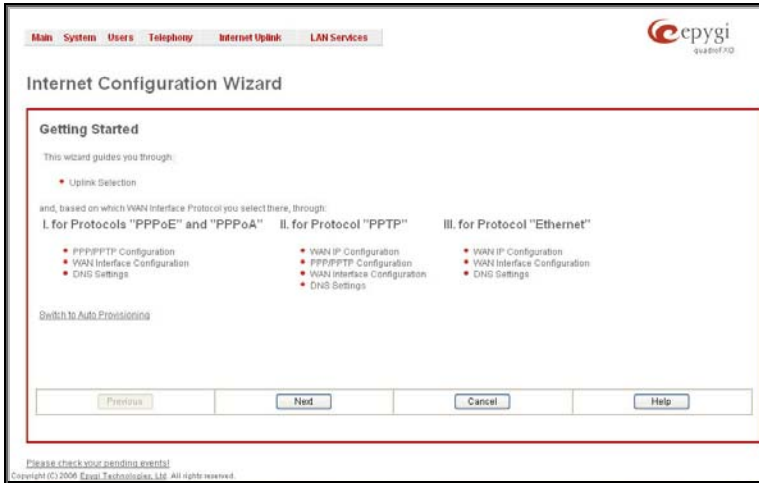 Main System Users Telephony Internet Uplink LAN Services
epygi
quadroFXO
Internet Configuration Wizard
Getting Started
This wizard guides you through:
Uplink Selection
and, based on which WAN Interface Protocol you select there, through:
I. for Protocols "PPPoE" and "PPPoA"
PPP/PPTP Configuration
WAN Interface Configuration
DNS Settings
II. for Protocol "PPTP"
WAN IP Configuration
PPP/PPTP Configuration
WAN Interface Configuration
DNS Settings
III. for Protocol "Ethernet"
WAN IP Configuration
WAN Interface Configuration
DNS Settings
Switch to Auto Provisioning
Previous Next Cancel Help
Please check your pending events!
Copyright (C) 2006 Epygi Technologies, Ltd. All rights reserved.